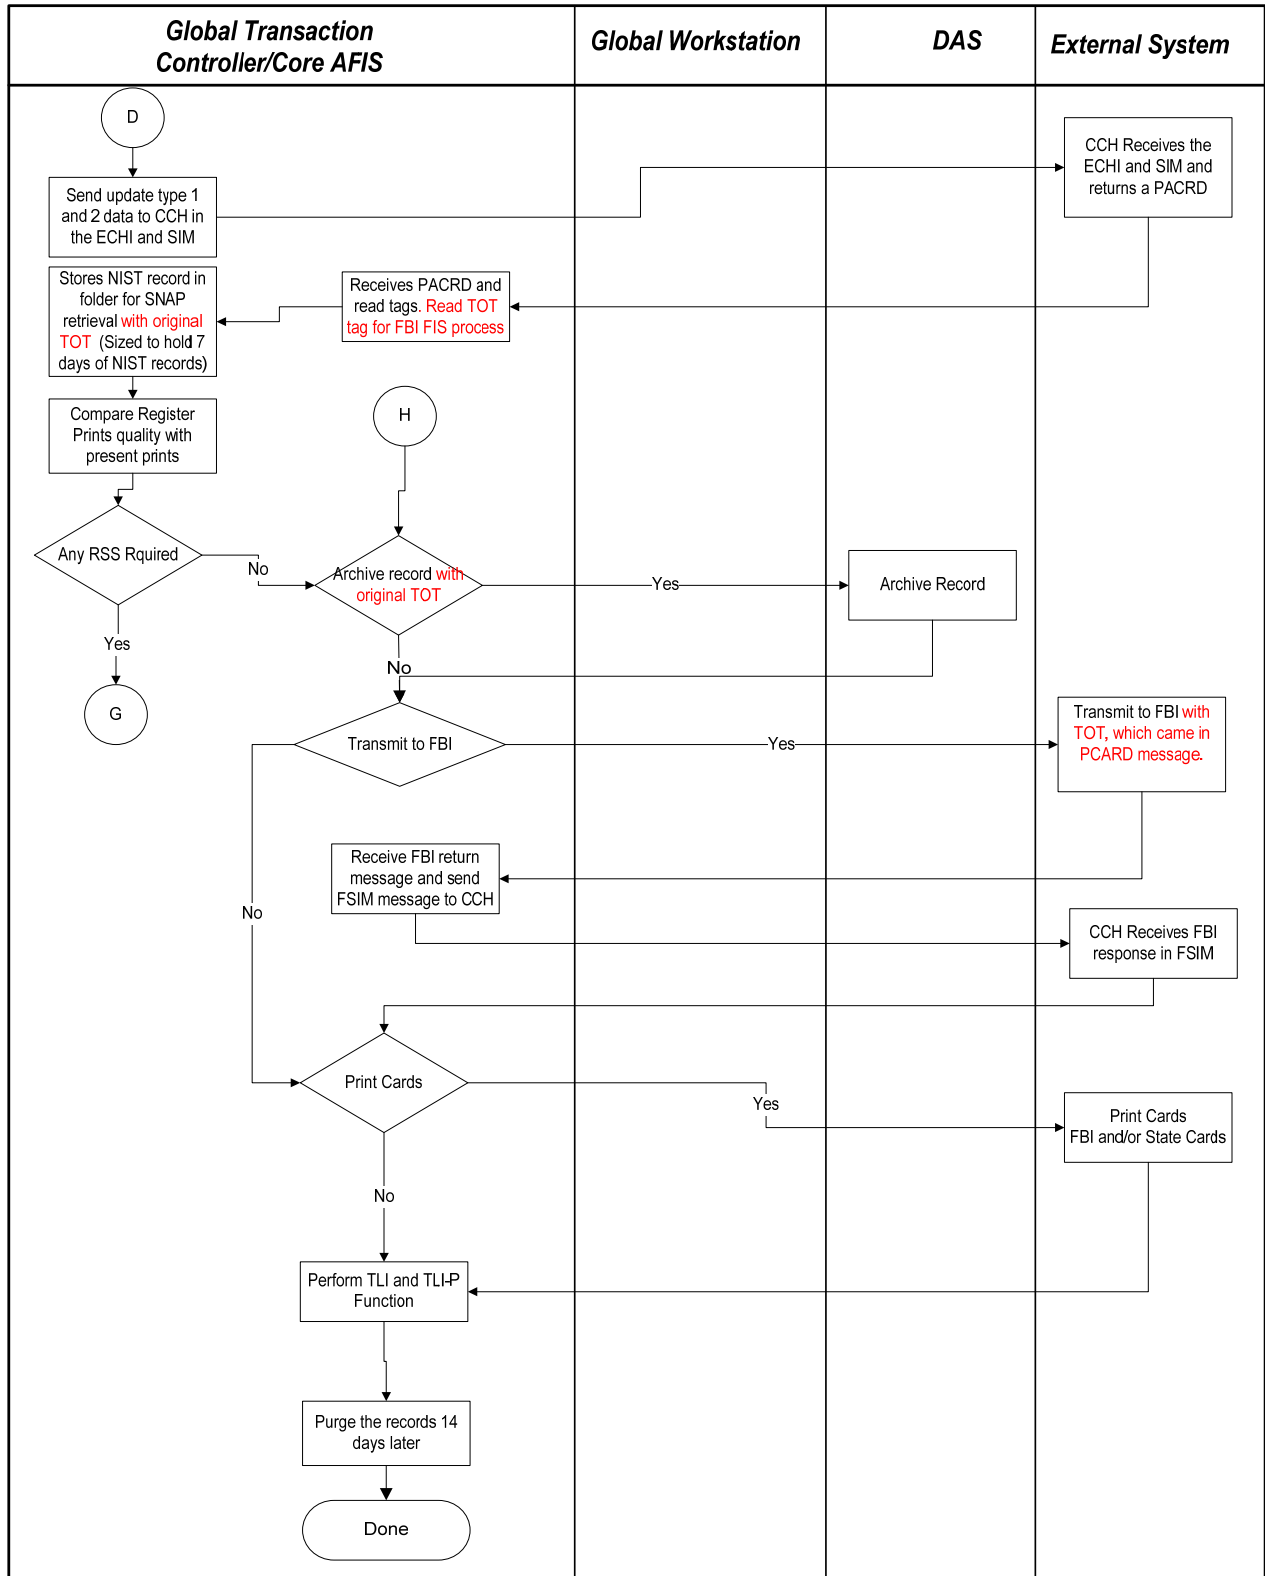 Global Transaction
Controller/Core AFIS
Global Workstation
DAS
External System
D
Send update type 1
and 2 data to CCH in
the ECHI and SIM
CCH Receives the
ECHI and SIM and
returns a PACRD
Stores NIST record in
folder for SNAP
retrieval with original
TOT (Sized to hold 7
days of NIST records)
Receives PACRD and
read tags. Read TOT
tag for FBI FIS process
Compare Register
Prints quality with
present prints
H
Any RSS Rquired
No
Archive record with
original TOT
Yes
Archive Record
Yes
No
G
Transmit to FBI
Yes
Transmit to FBI with
TOT, which came in
PCARD message.
Receive FBI return
message and send
FSIM message to CCH
No
CCH Receives FBI
response in FSIM
Print Cards
Yes
Print Cards
FBI and/or State Cards
No
Perform TLI and TLI-P
Function
Purge the records 14
days later
Done